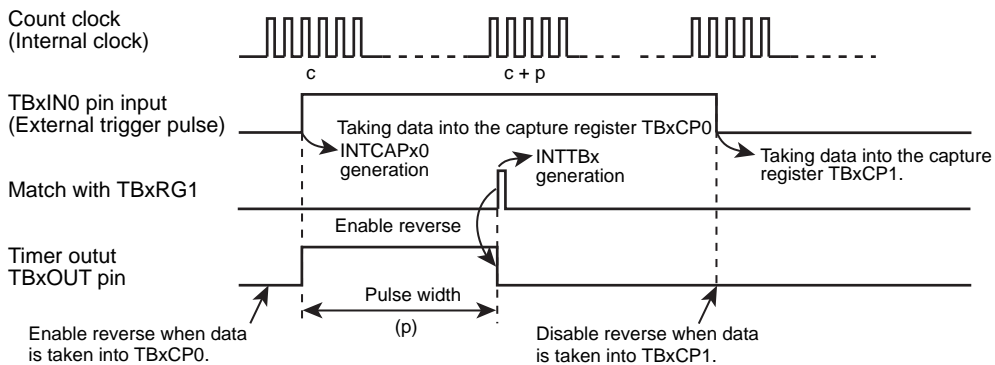 Count clock
(Internal clock)
c
c + p
TBxIN0 pin input
(External trigger pulse)
Taking data into the capture register TBxCP0
INTCAPx0
generation
INTTBx
generation
Taking data into the capture
register TBxCP1.
Match with TBxRG1
Enable reverse
Timer outut
TBxOUT pin
Pulse width
(p)
Enable reverse when data
is taken into TBxCP0.
Disable reverse when data
is taken into TBxCP1.